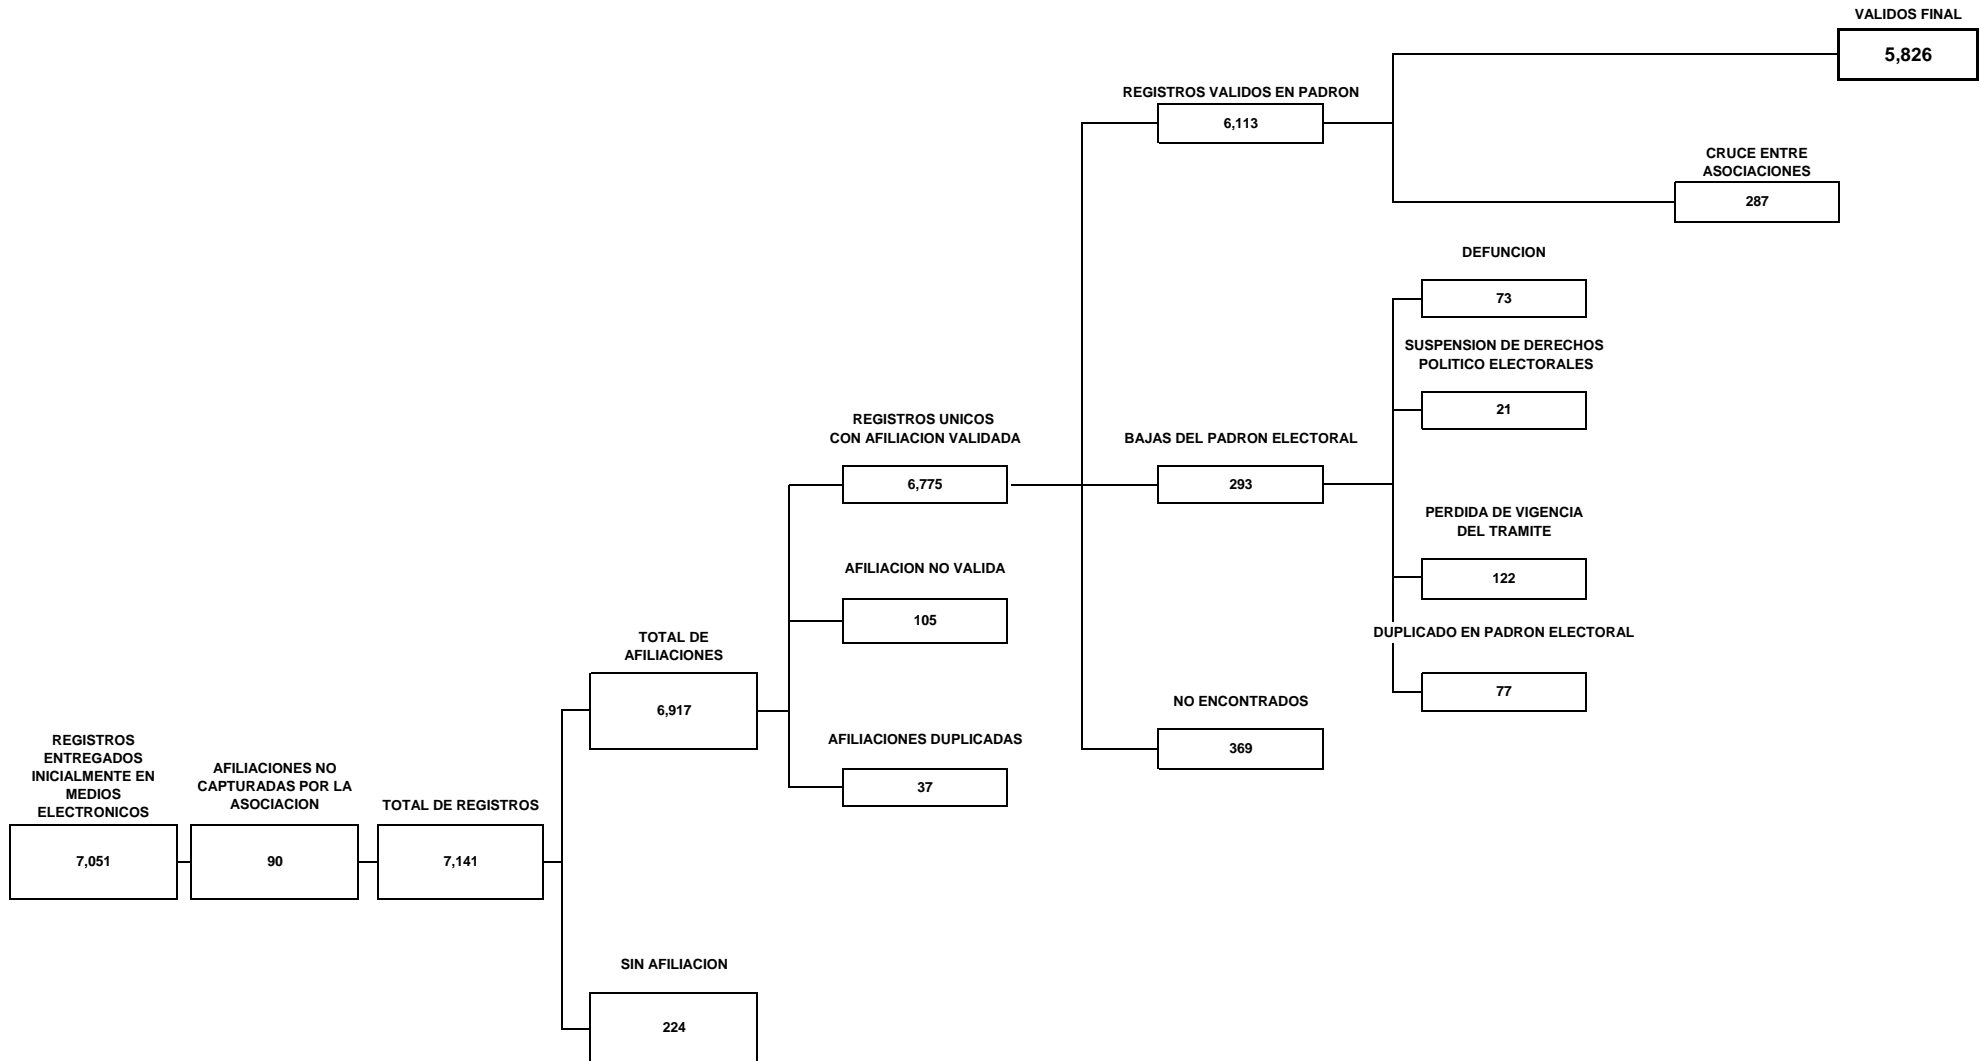 VALIDOS FINAL
5,826
REGISTROS VALIDOS EN PADRON
6,113
CRUCE ENTRE
ASOCIACIONES
287
DEFUNCION
73
SUSPENSION DE DERECHOS
POLITICO ELECTORALES
21
REGISTROS UNICOS
CON AFILIACION VALIDADA
6,775
BAJAS DEL PADRON ELECTORAL
293
PERDIDA DE VIGENCIA
DEL TRAMITE
122
AFILIACION NO VALIDA
105
DUPLICADO EN PADRON ELECTORAL
77
TOTAL DE
AFILIACIONES
6,917
NO ENCONTRADOS
369
AFILIACIONES DUPLICADAS
37
REGISTROS
ENTREGADOS
INICIALMENTE EN
MEDIOS
ELECTRONICOS
7,051
AFILIACIONES NO
CAPTURADAS POR LA
ASOCIACION
90
TOTAL DE REGISTROS
7,141
SIN AFILIACION
224